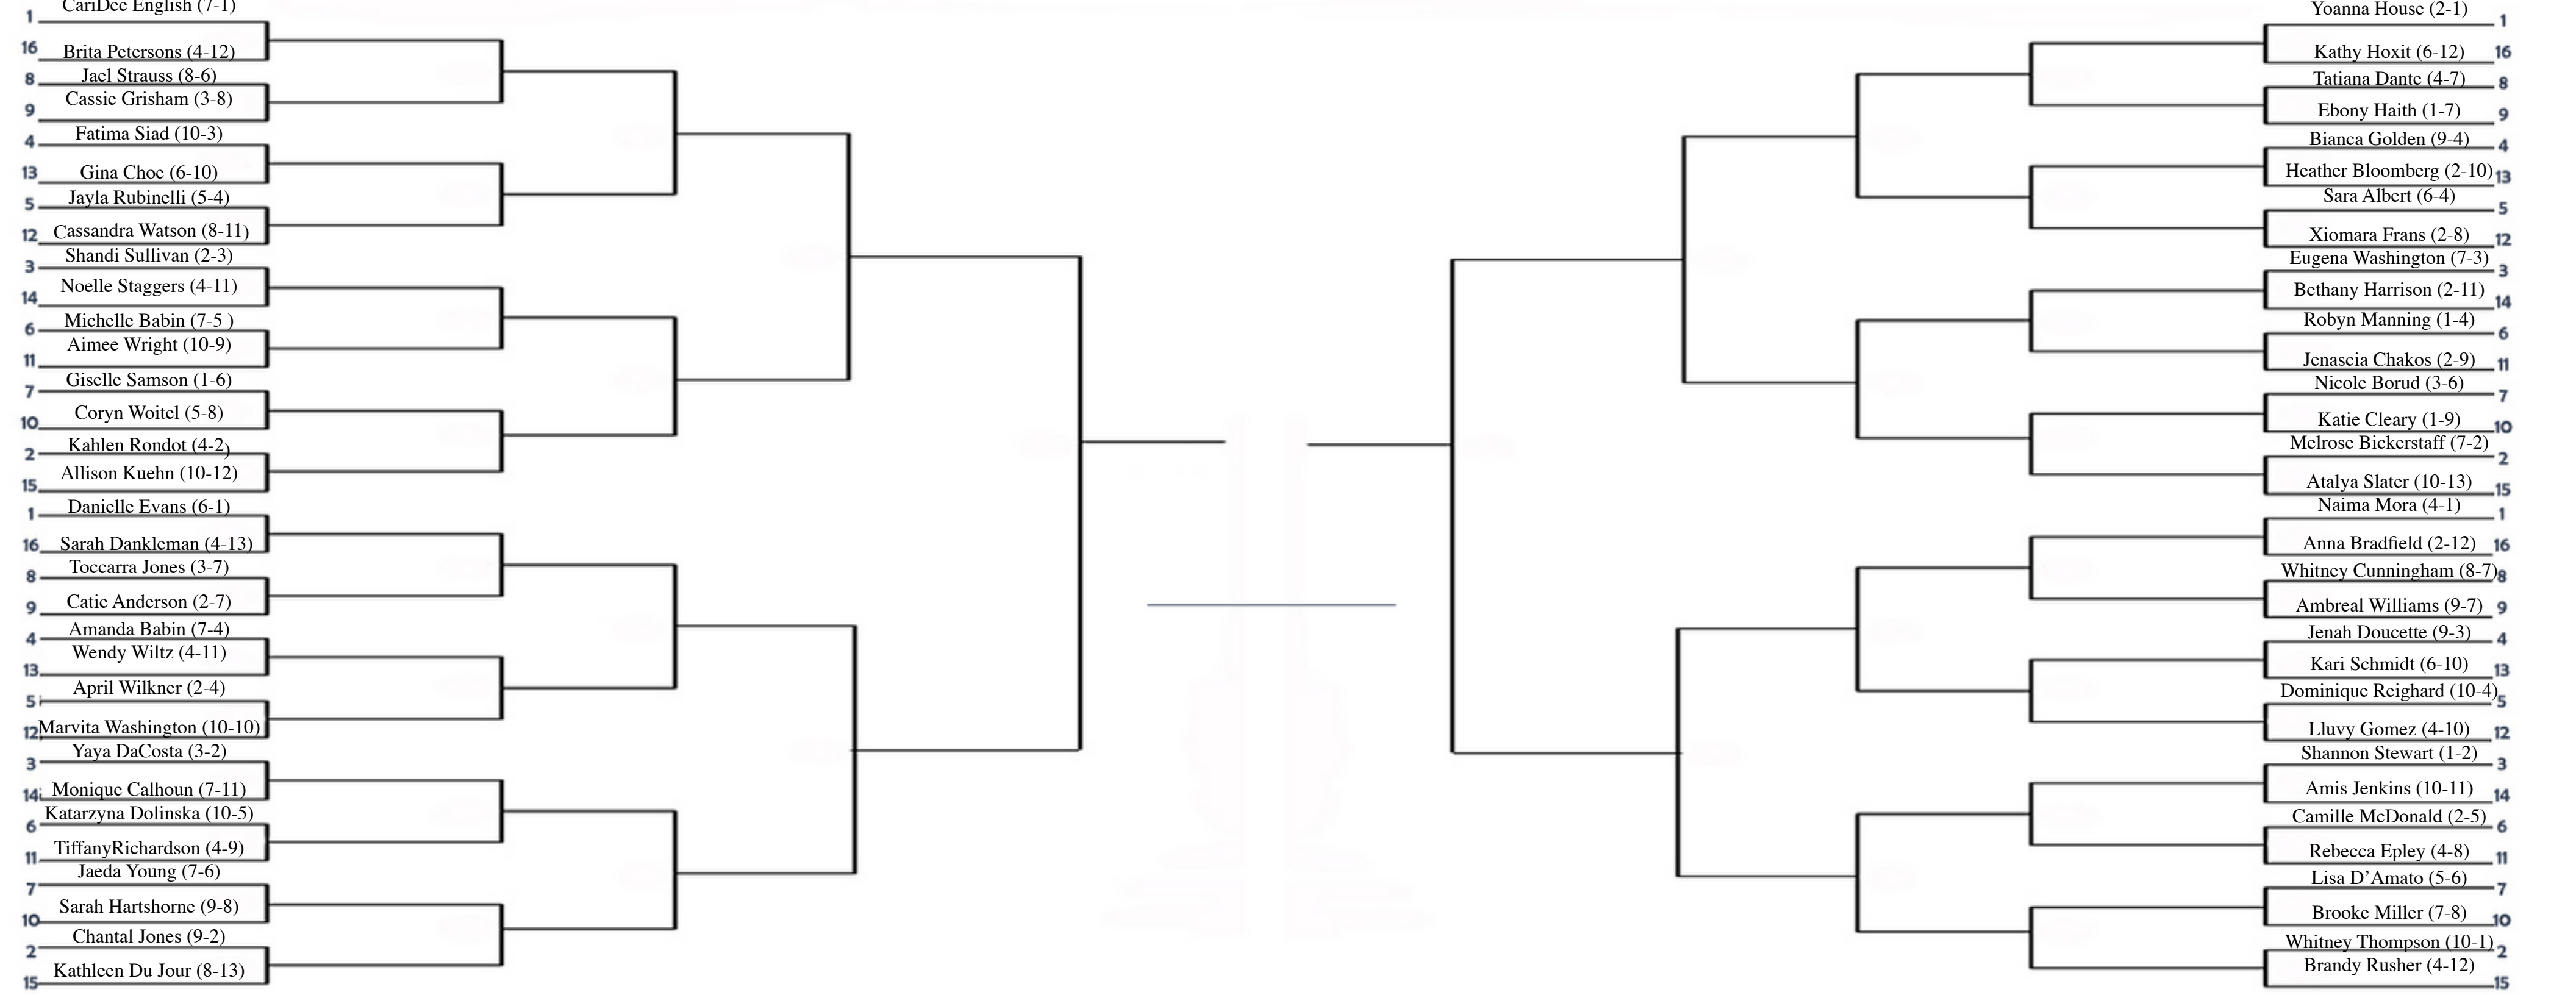 CariDee English (7-1)
1
16
Brita Petersons (4-12)
Jael Strauss (8-6)
8
Cassie Grisham (3-8)
9
Fatima Siad (10-3)
4
13
Gina Choe (6-10)
Jayla Rubinelli (5-4)
5
12
Cassandra Watson (8-11)
Shandi Sullivan (2-3)
3
Noelle Staggers (4-11)
14
Michelle Babin (7-5 )
6
Aimee Wright (10-9)
11
Giselle Samson (1-6)
7
Coryn Woitel (5-8)
10
Kahlen Rondot (4-2)
2
Allison Kuehn (10-12)
15
Danielle Evans (6-1)
1
16
Sarah Dankleman (4-13)
Toccarra Jones (3-7)
8
Catie Anderson (2-7)
9
Amanda Babin (7-4)
4
Wendy Wiltz (4-11)
13
April Wilkner (2-4)
5
Marvita Washington (10-10)
12
Yaya DaCosta (3-2)
3
Monique Calhoun (7-11)
14
Katarzyna Dolinska (10-5)
6
TiffanyRichardson (4-9)
11
Jaeda Young (7-6)
7
Sarah Hartshorne (9-8)
10
Chantal Jones (9-2)
2
Kathleen Du Jour (8-13)
15
Yoanna House (2-1)
1
Kathy Hoxit (6-12)
16
Tatiana Dante (4-7)
8
Ebony Haith (1-7)
9
Bianca Golden (9-4)
4
Heather Bloomberg (2-10)
13
Sara Albert (6-4)
5
Xiomara Frans (2-8)
12
Eugena Washington (7-3)
3
Bethany Harrison (2-11)
14
Robyn Manning (1-4)
6
Jenascia Chakos (2-9)
11
Nicole Borud (3-6)
7
Katie Cleary (1-9)
10
Melrose Bickerstaff (7-2)
2
Atalya Slater (10-13)
15
Naima Mora (4-1)
1
Anna Bradfield (2-12)
16
Whitney Cunningham (8-7)
8
Ambreal Williams (9-7)
9
Jenah Doucette (9-3)
4
Kari Schmidt (6-10)
13
Dominique Reighard (10-4)
5
Lluvy Gomez (4-10)
12
Shannon Stewart (1-2)
3
Amis Jenkins (10-11)
14
Camille McDonald (2-5)
6
Rebecca Epley (4-8)
11
Lisa D’Amato (5-6)
7
Brooke Miller (7-8)
10
Whitney Thompson (10-1)
2
Brandy Rusher (4-12)
15